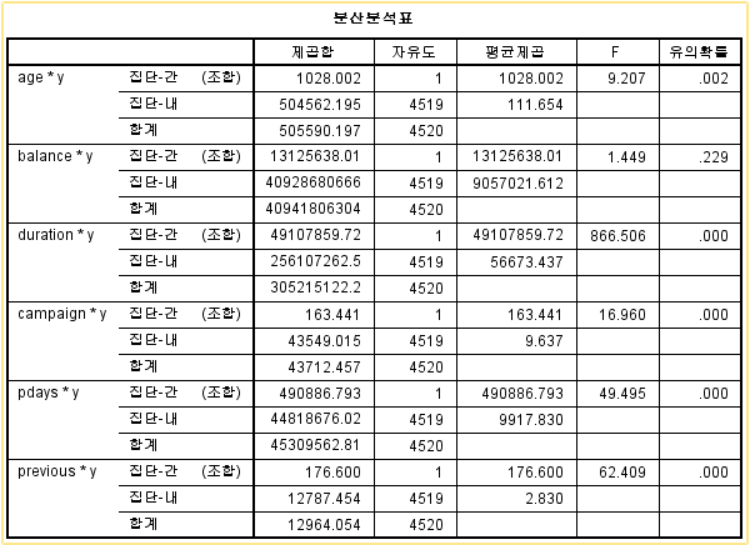 분산분석표
제곱합 자유도 평균제곱 F 유의확률
age * y 집단-간 (조합) 1028.002 1 1028.002 9.207 .002
집단-내 504562.195 4519 111.654
합계 505590.197 4520
balance * y 집단-간 (조합) 13125638.01 1 13125638.01 1.449 .229
집단-내 40928680666 4519 9057021.612
합계 40941806304 4520
duration * y 집단-간 (조합) 49107859.72 1 49107859.72 866.506 .000
집단-내 256107262.5 4519 56673.437
합계 305215122.2 4520
campaign * y 집단-간 (조합) 163.441 1 163.441 16.960 .000
집단-내 43549.015 4519 9.637
합계 43712.457 4520
pdays * y 집단-간 (조합) 490886.793 1 490886.793 49.495 .000
집단-내 44818676.02 4519 9917.830
합계 45309562.81 4520
previous * y 집단-간 (조합) 176.600 1 176.600 62.409 .000
집단-내 12787.454 4519 2.830
합계 12964.054 4520